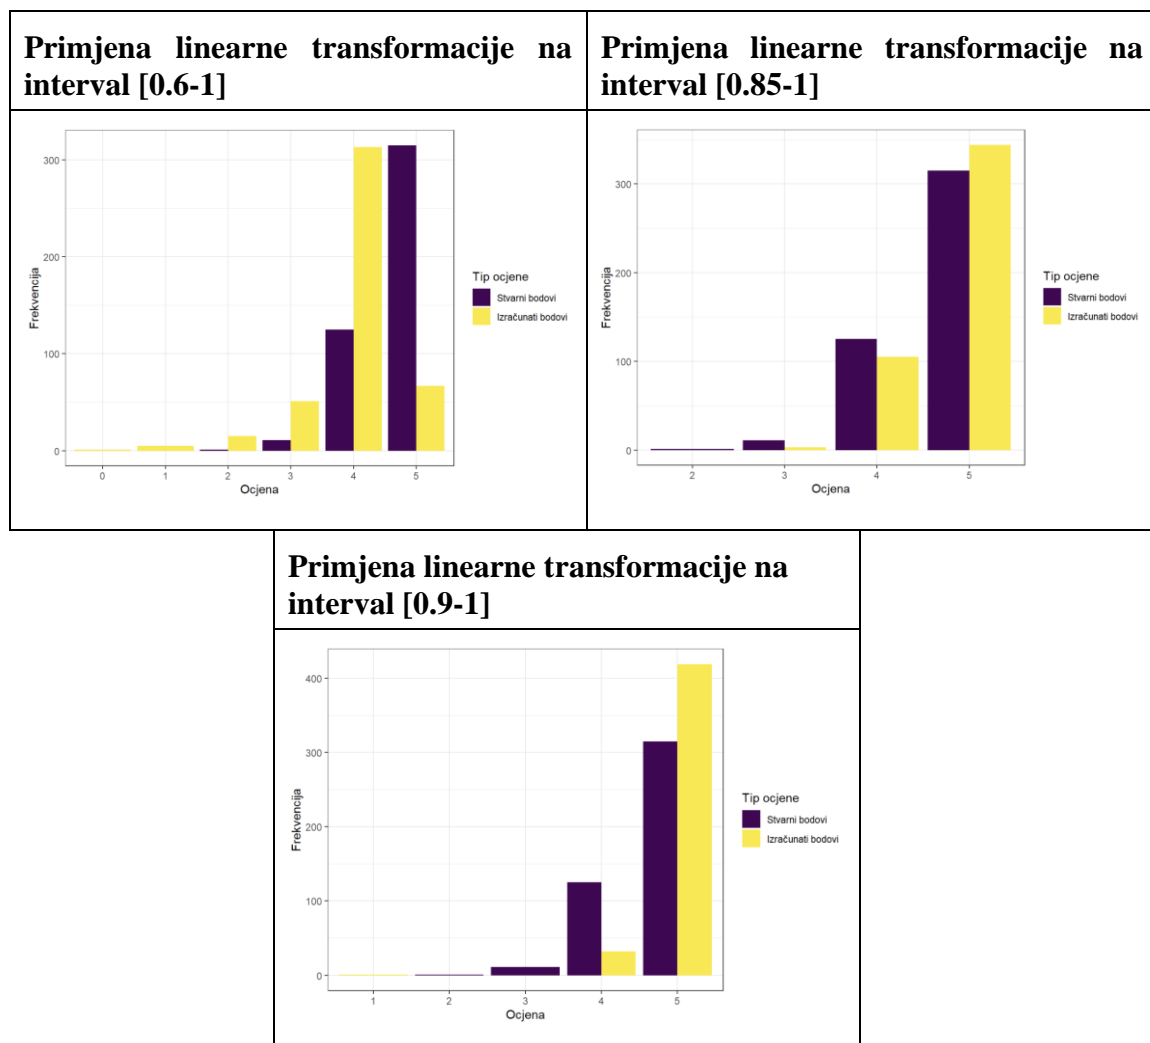 Primjena linearne transformacije na
interval [0.6-1]
Primjena linearne transformacije na
interval [0.85-1]
300
200
100
0
Frekvencija
0 1 2 3 4 5
Ocjena
Tip ocjene
Stvarni bodovi
Izračunati bodovi
300
200
100
0
Frekvencija
2 3 4 5
Ocjena
Tip ocjene
Stvarni bodovi
Izračunati bodovi
Primjena linearne transformacije na
interval [0.9-1]
400
300
200
100
0
Frekvencija
1 2 3 4 5
Ocjena
Tip ocjene
Stvarni bodovi
Izračunati bodovi